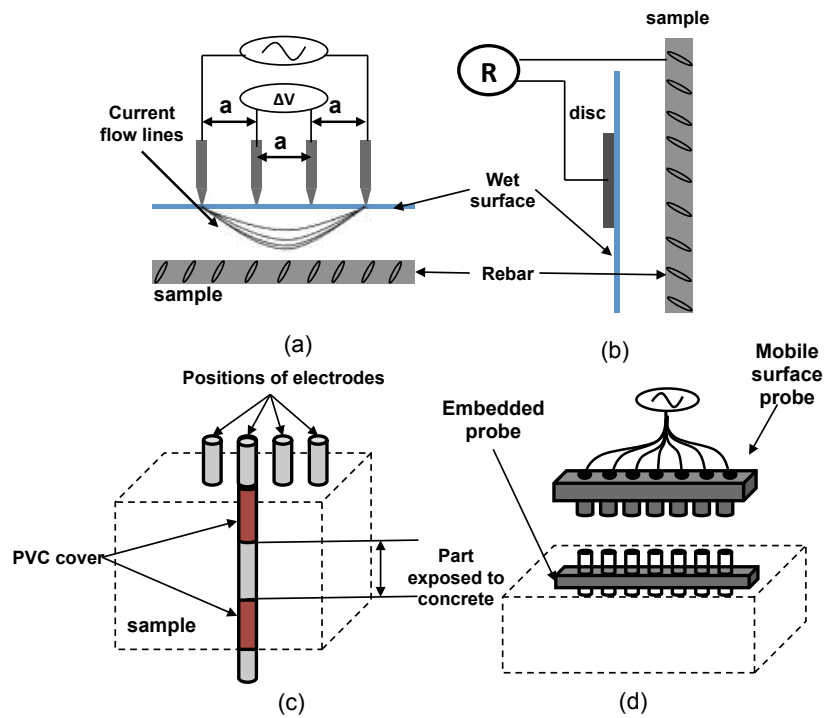 ΔV
a
a
a
Current
flow lines
Wet
surface
sample
Rebar
(a)
sample
R
disc
(b)
Positions of electrodes
PVC cover
sample
Part
exposed to
concrete
(c)
Mobile
surface
probe
Embedded
probe
(d)